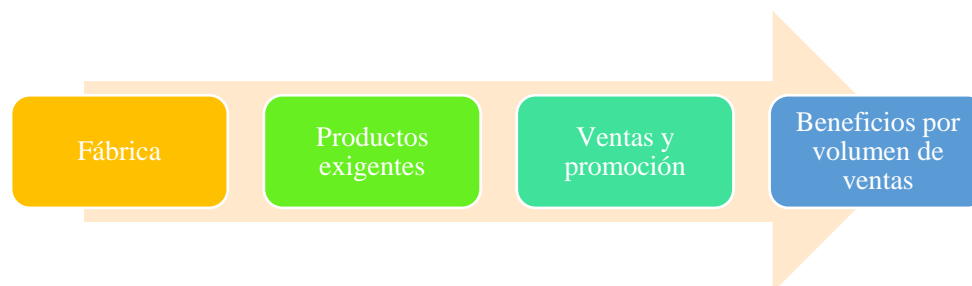 Fábrica
Productos
exigentes
Ventas y
promoción
Beneficios por
volumen de
ventas